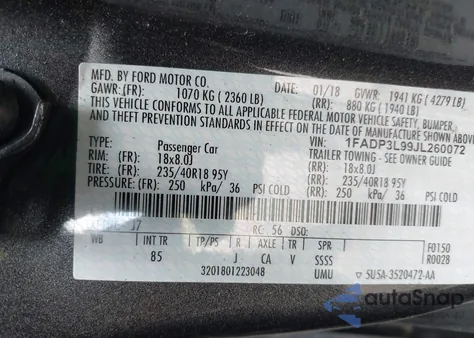 MFD. BY FORD MOTOR CO.
DATE: 01/18 GVWR: 1941 KG ( 4279 LB)
GAWR: (FR) 1070 KG ( 2360 LB) (RR): 880 KG ( 1940 LB)
THIS VEHICLE CONFORMS TO ALL APPLICABLE FEDERAL MOTOR VEHICLE SAFETY, BUMPER,
AND THEFT PREVENTION STANDARDS IN EFFECT ON THE DATE OF MANUFACTURE SHOWN ABOVE.
VIN: 1FADP3L99JL260072
TYPE: Passenger Car TRAILER TOWING - SEE OWNERS GUIDE
RIM: (FR) 18x8.0J (RR): 18x8.0J
TIRES: (FR) 235/40R18 95Y (RR): 235/40R18 95Y
PRESSURE: (FR) 250 kPa/ 36 PSI COLD (RR): 250 kPa/ 36 PSI COLD
J7 RC: 56 DSO:
WB INT TR TP/PS R AXLE TR SPR F0150
85 J CA V SSSS R0028
3201801223048 UMU ▽ 5U5A-3520472-AA
autoSnap